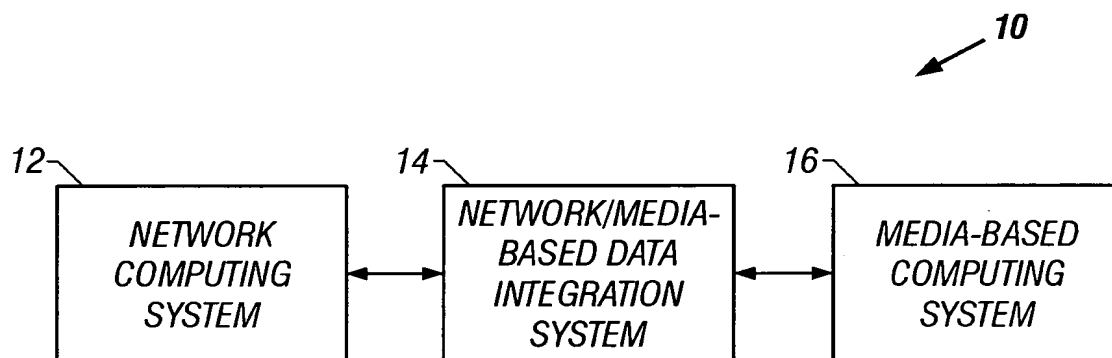 10
12
14
16
NETWORK
COMPUTING
SYSTEM
NETWORK/MEDIA-
BASED DATA
INTEGRATION
SYSTEM
MEDIA-BASED
COMPUTING
SYSTEM